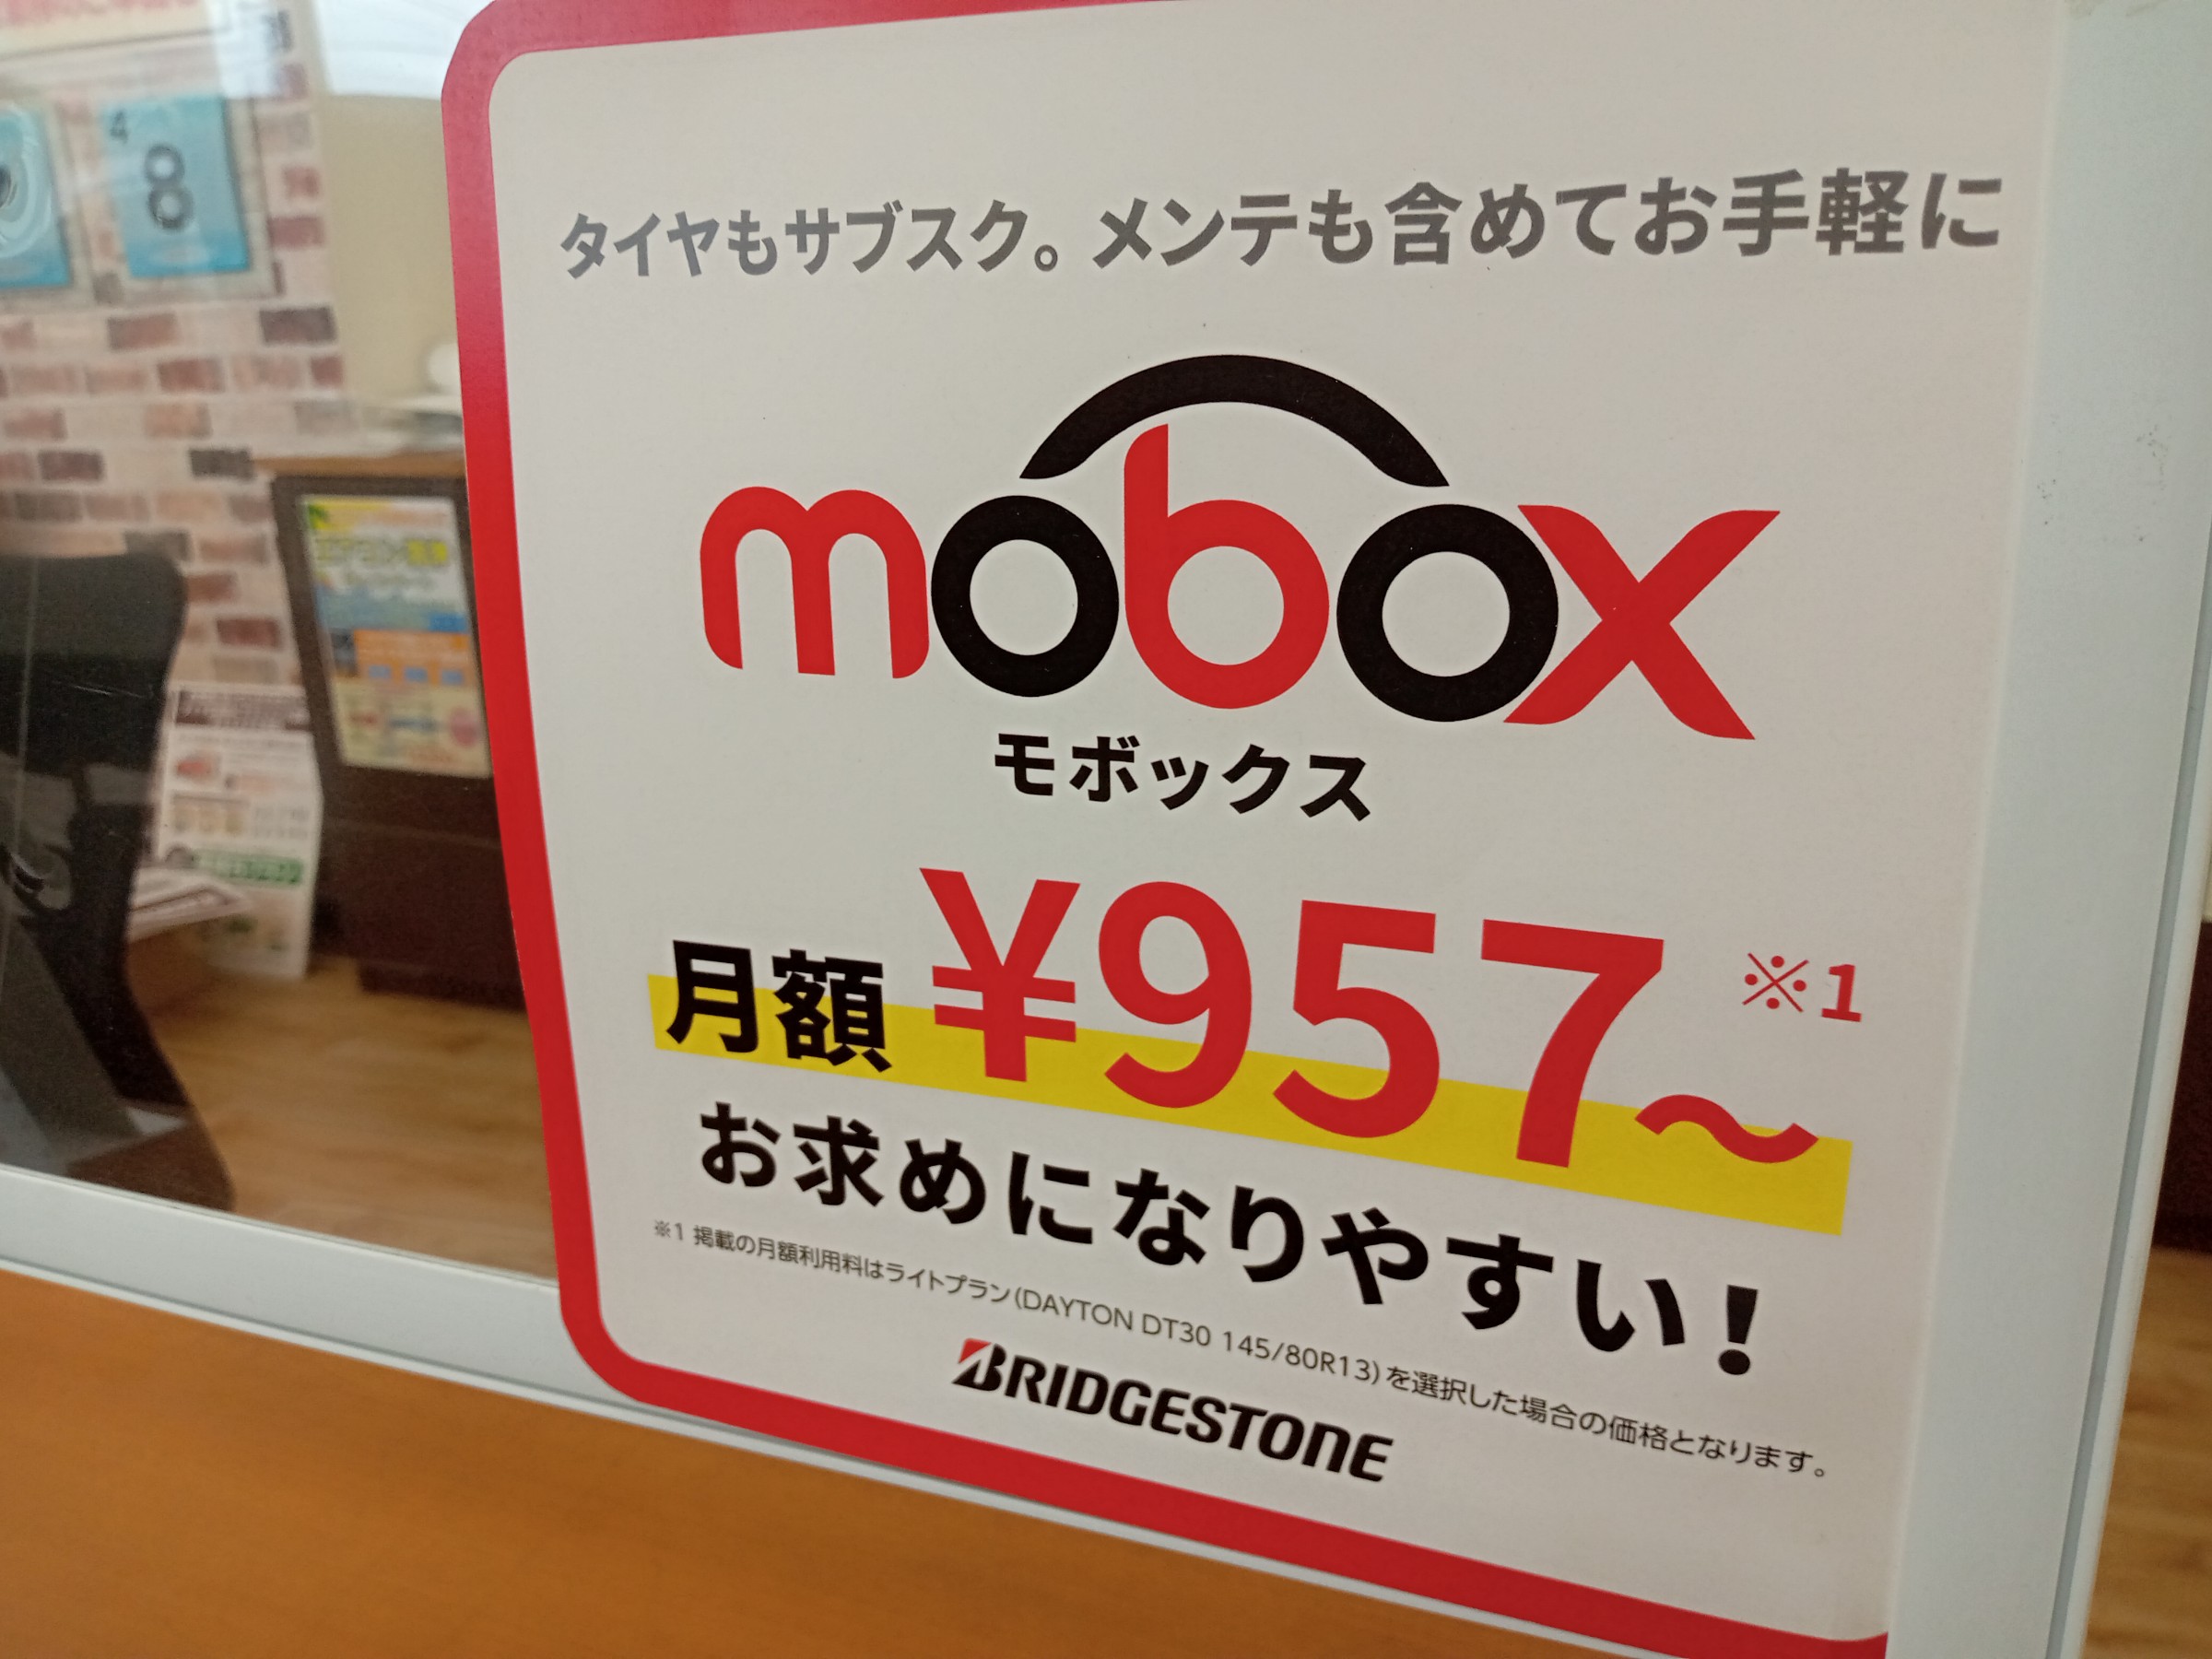 タイヤもサブスク。メンテも含めてお手軽に
mobox
モボックス
月額 ¥957~ ※1
お求めになりやすい!
※1 掲載の月額利用料はライトプラン(DAYTON DT30 145/80R13)を選択した場合の価格となります。
BRIDGESTONE
4
8